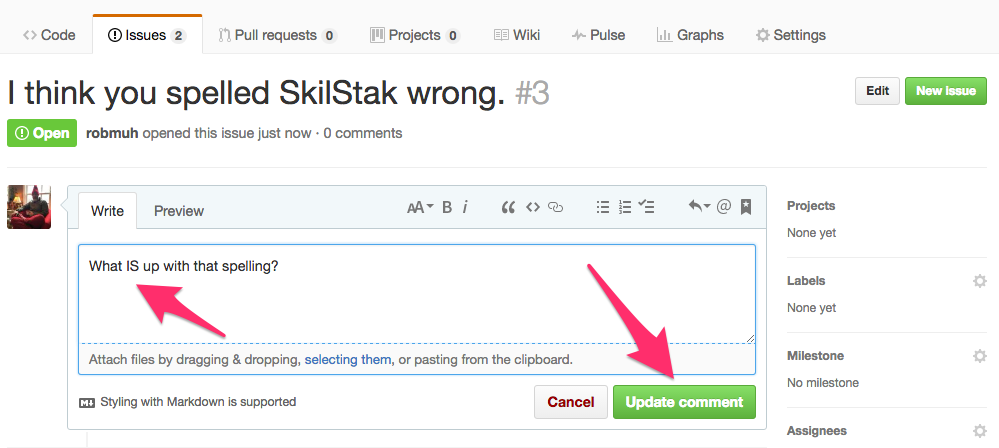 Code Issues 2 Pull requests 0 Projects 0 Wiki Pulse Graphs Settings
I think you spelled SkilStak wrong. #3 Edit New issue
Open robmuh opened this issue just now · 0 comments
Write Preview AA B i @
Projects
None yet
What IS up with that spelling?
Labels
None yet
Attach files by dragging & dropping, selecting them, or pasting from the clipboard.
Milestone
No milestone
Styling with Markdown is supported Cancel Update comment
Assignees